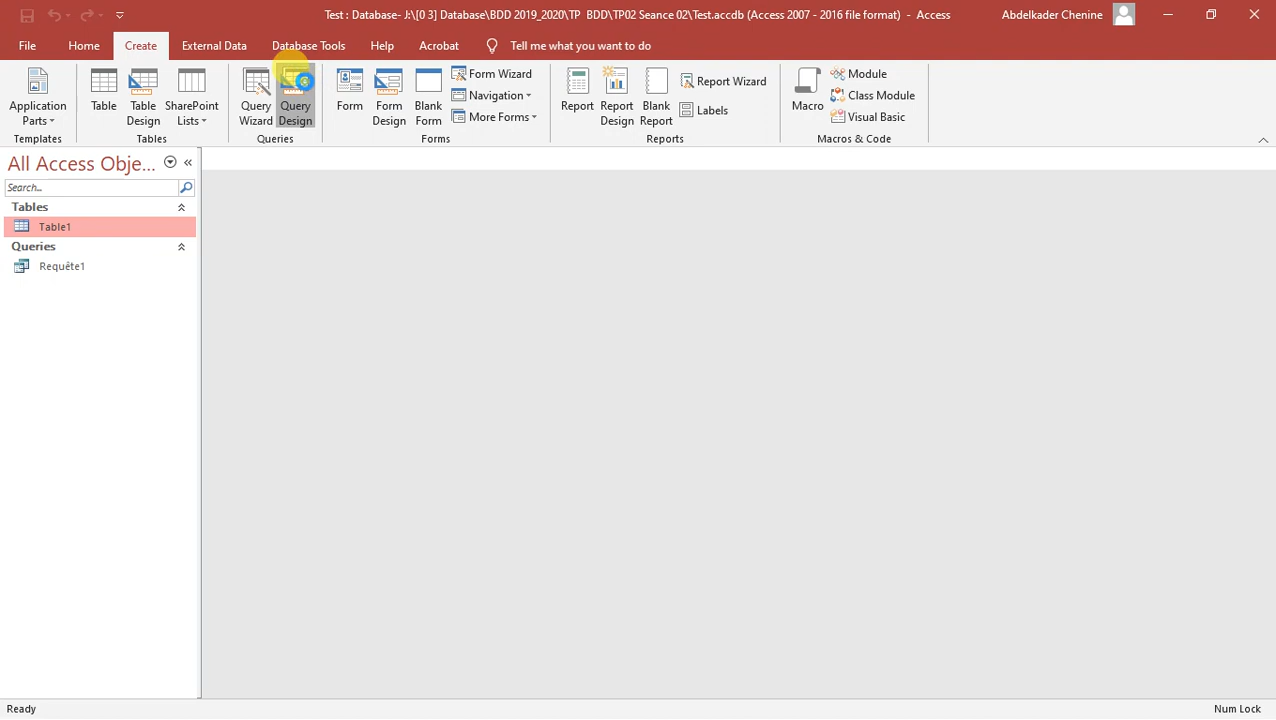 Test : Database- J:\[0 3] Database\BDD 2019_2020\TP  BDD\TP02 Seance 02\Test.accdb (Access 2007 - 2016 file format)  -  Access
Abdelkader Chenine
File
Home
Create
External Data
Database Tools
Help
Acrobat
Tell me what you want to do
Application Parts
Table
Table Design
SharePoint Lists
Query Wizard
Query Design
Form
Form Design
Blank Form
Form Wizard
Navigation
More Forms
Report
Report Design
Blank Report
Report Wizard
Labels
Macro
Module
Class Module
Visual Basic
Templates
Tables
Queries
Forms
Reports
Macros & Code
All Access Obje...
Search...
Tables
Table1
Queries
Requête1
Ready
Num Lock